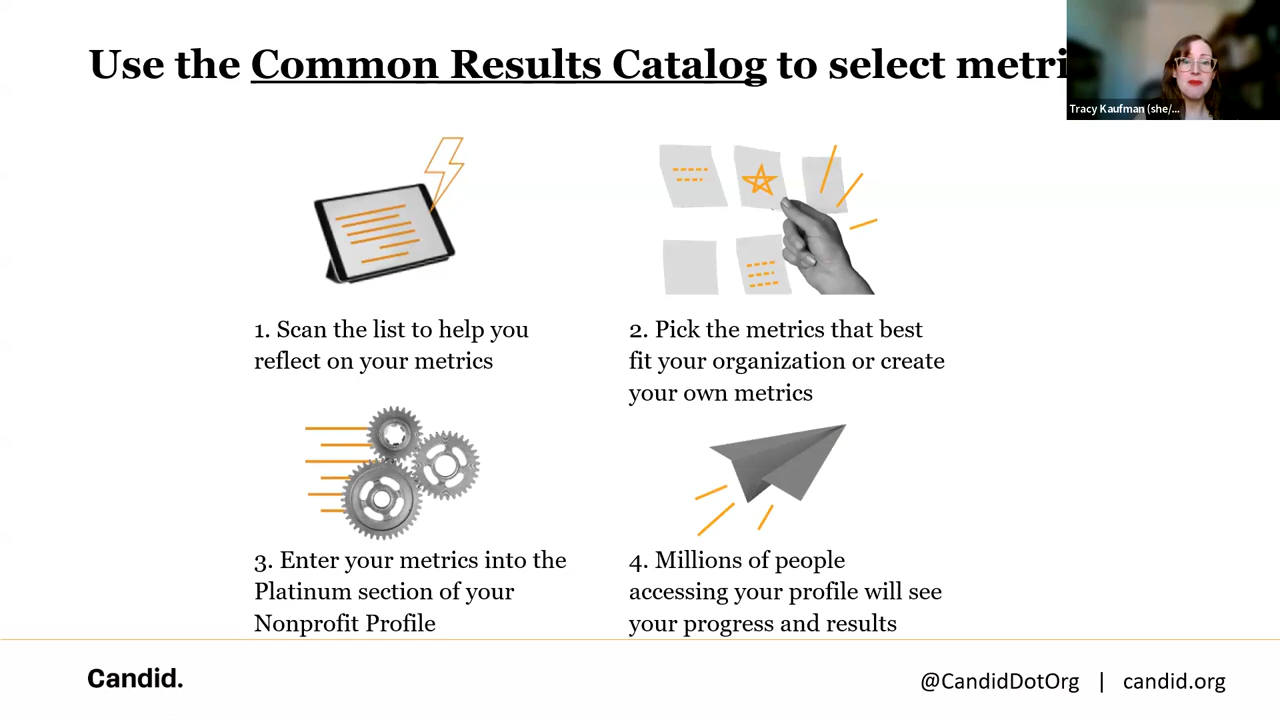 Use the Common Results Catalog to select metri
Tracy Kaufman (she/...
1. Scan the list to help you
reflect on your metrics
2. Pick the metrics that best
fit your organization or create
your own metrics
3. Enter your metrics into the
Platinum section of your
Nonprofit Profile
4. Millions of people
accessing your profile will see
your progress and results
Candid.
@CandidDotOrg | candid.org